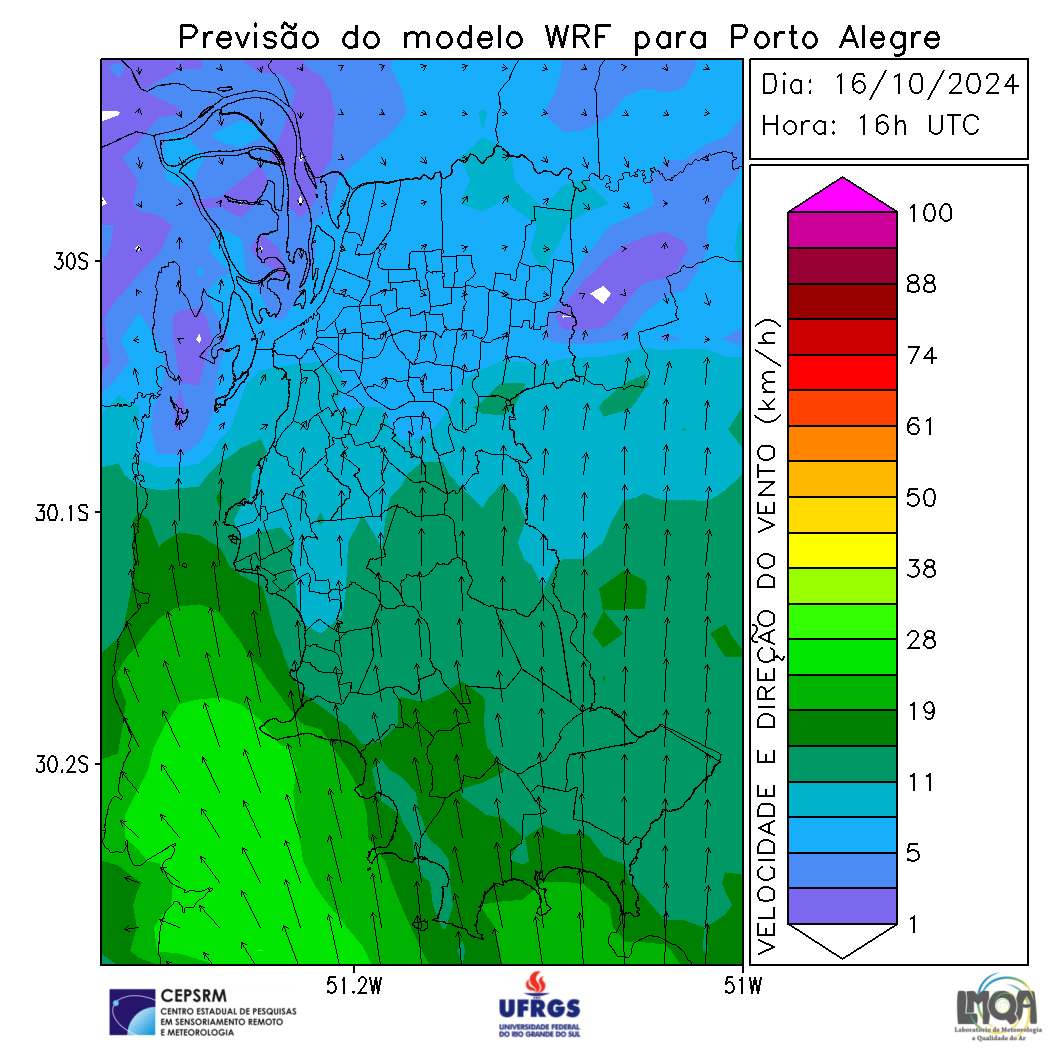 Previsão do modelo WRF para Porto Alegre
Dia: 16/10/2024
Hora: 16h UTC
100
88
74
61
50
38
28
19
11
5
1
VELOCIDADE E DIREÇÃO DO VENTO (km/h)
30S
30.1S
30.2S
51.2W
51W
CEPSRM
CENTRO ESTADUAL DE PESQUISAS
EM SENSORIAMENTO REMOTO
E METEOROLOGIA
UFRGS
UNIVERSIDADE FEDERAL
DO RIO GRANDE DO SUL
LMQA
Laboratório de Meteorologia
e Qualidade do Ar